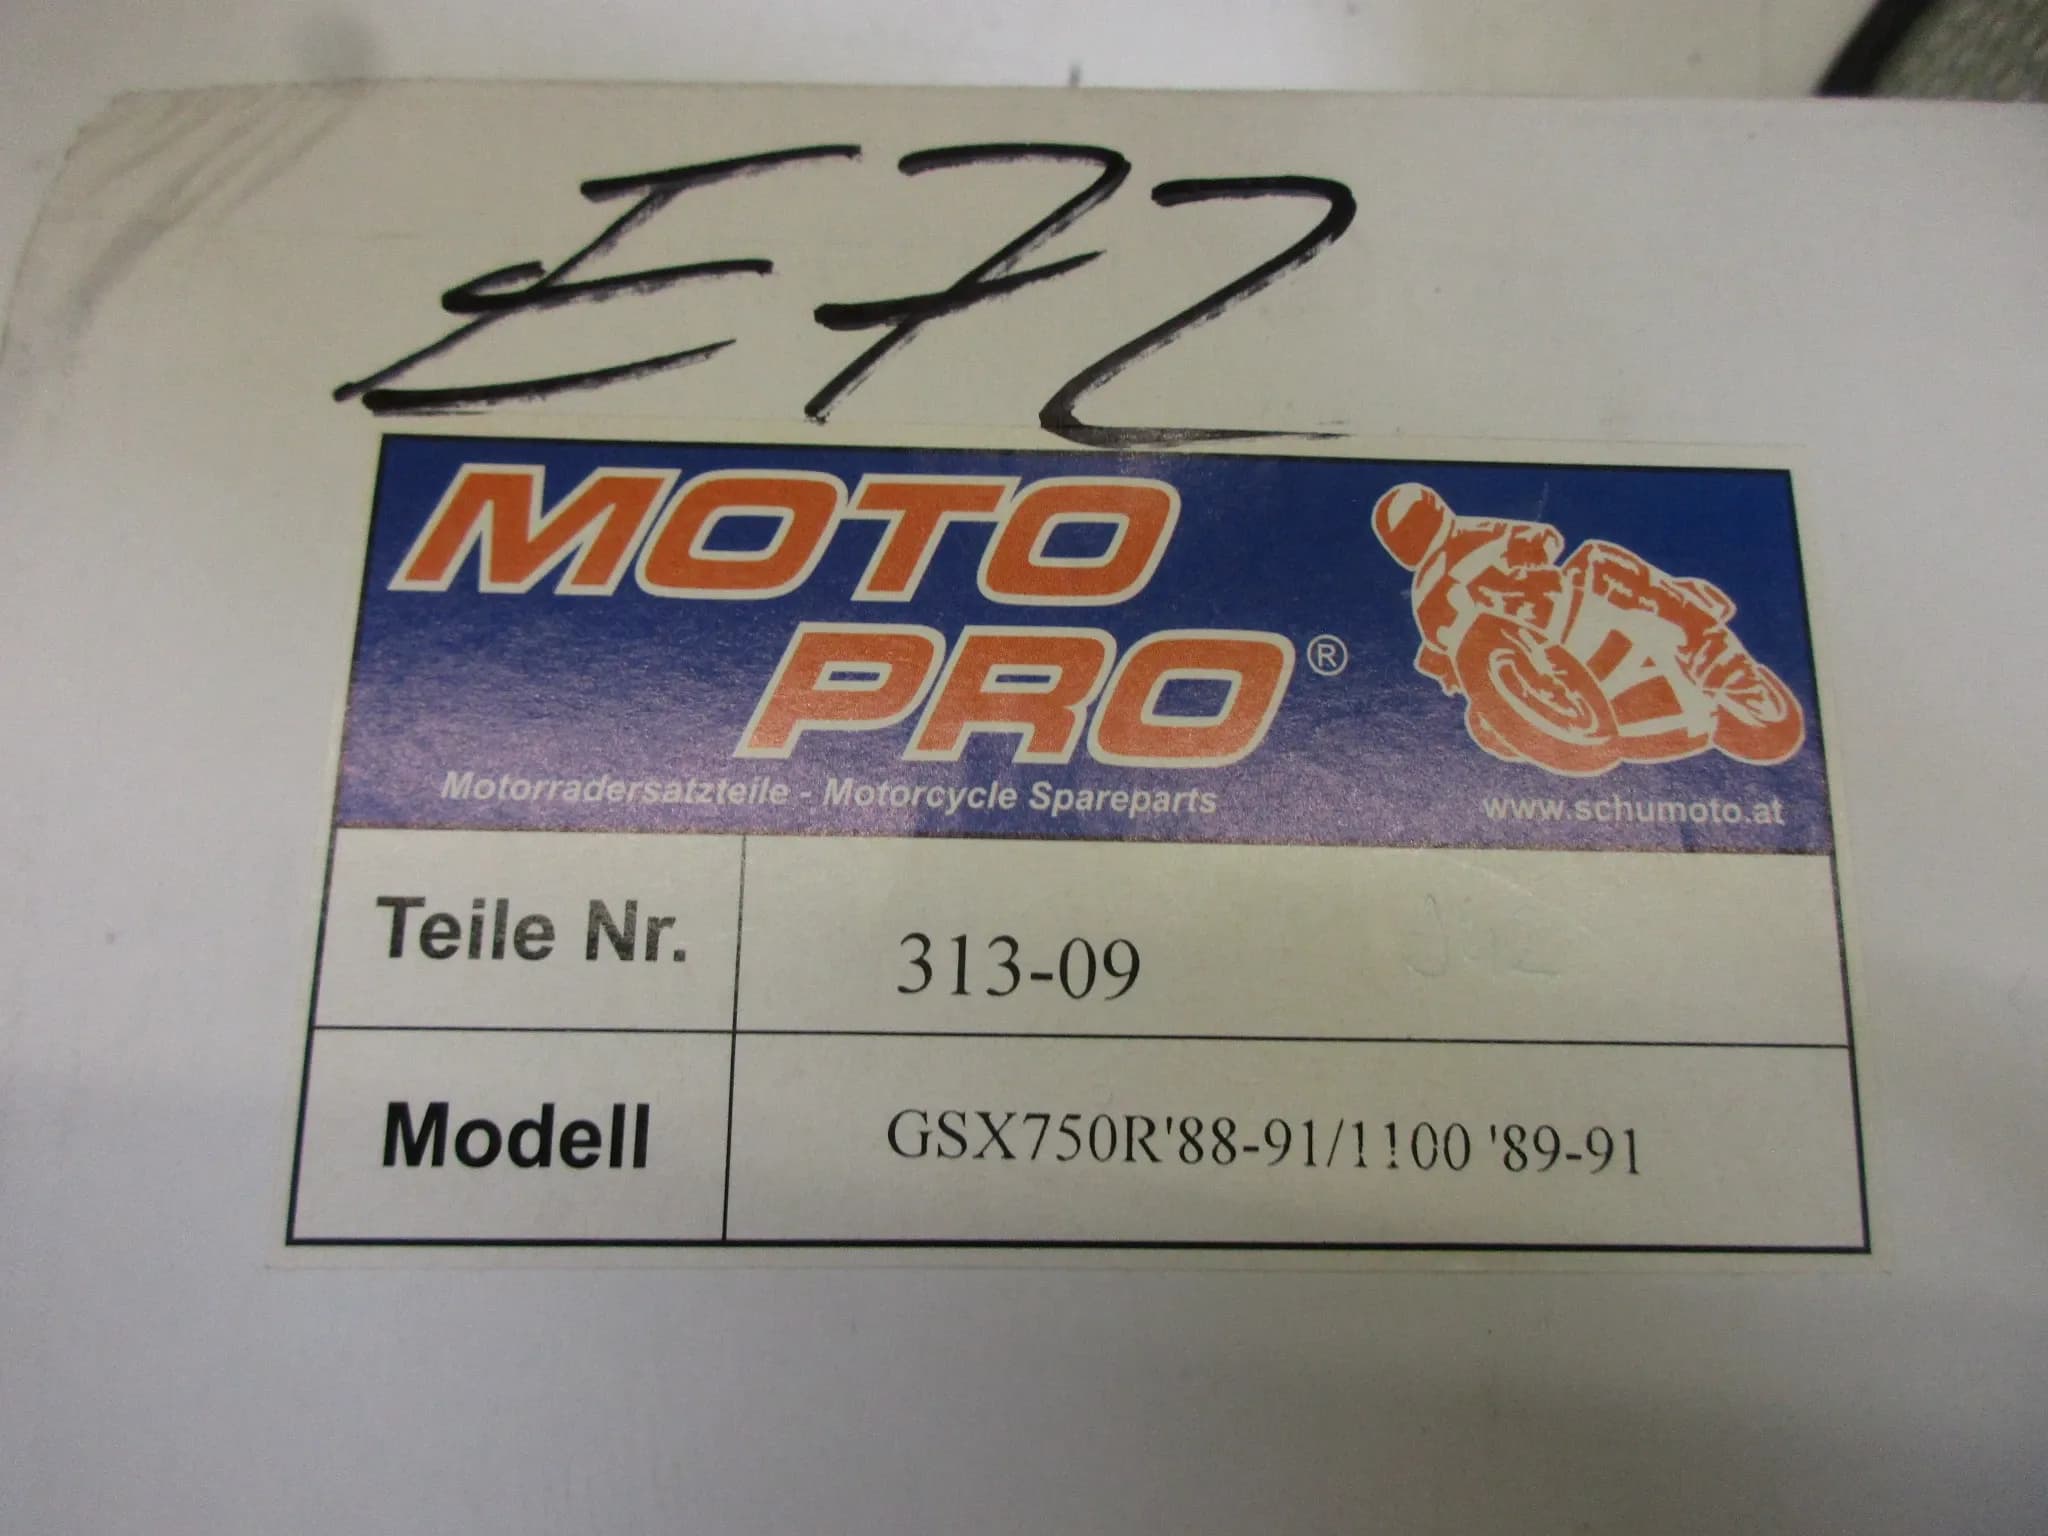 E72
MOTO
PRO®
Motorradersatzteile - Motorcycle Spareparts
www.schumoto.at
Teile Nr.
313-09
Modell
GSX750R'88-91/1100 '89-91